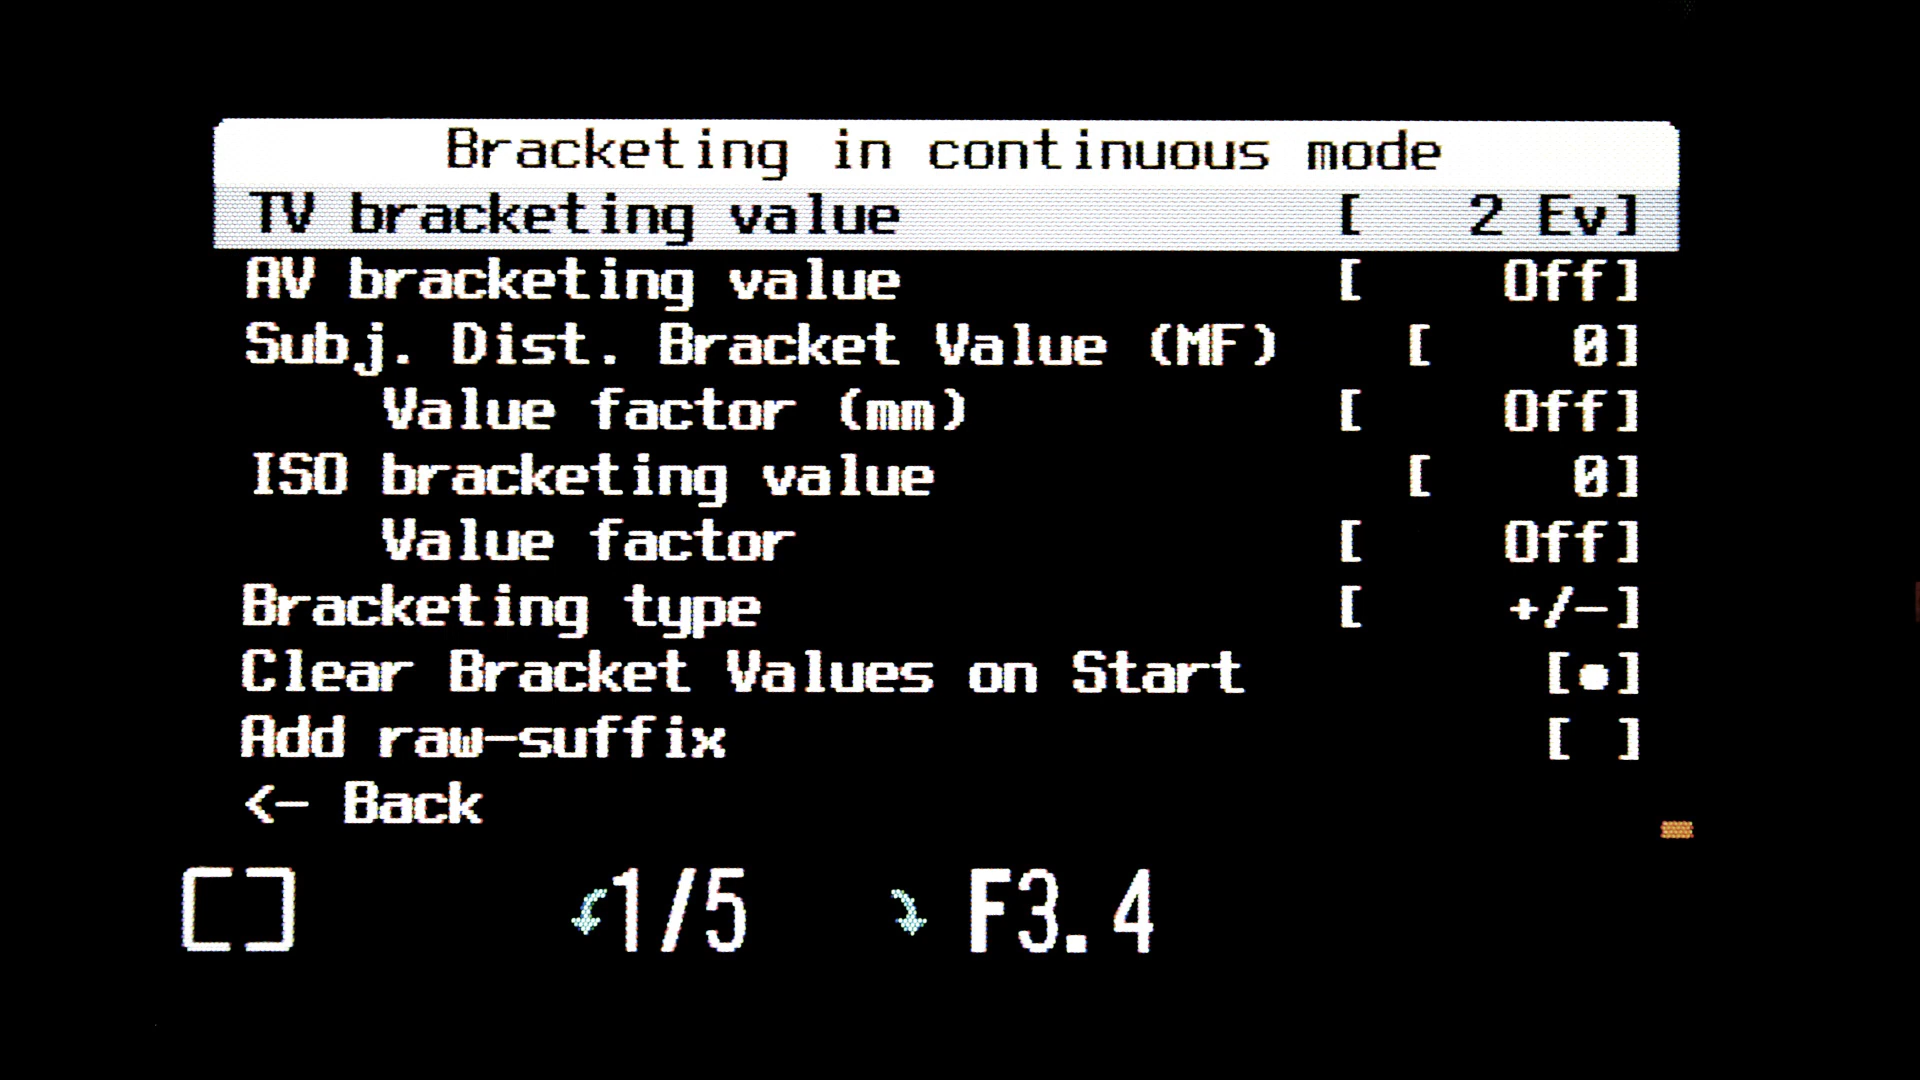 Bracketing in continuous mode
TV bracketing value [ 2 Ev]
AV bracketing value [ Off]
Subj. Dist. Bracket Value (MF) [ 0]
Value factor (mm) [ Off]
ISO bracketing value [ 0]
Value factor [ Off]
Bracketing type [ +/-]
Clear Bracket Values on Start [•]
Add raw-suffix [ ]
<- Back
1/5 F3.4